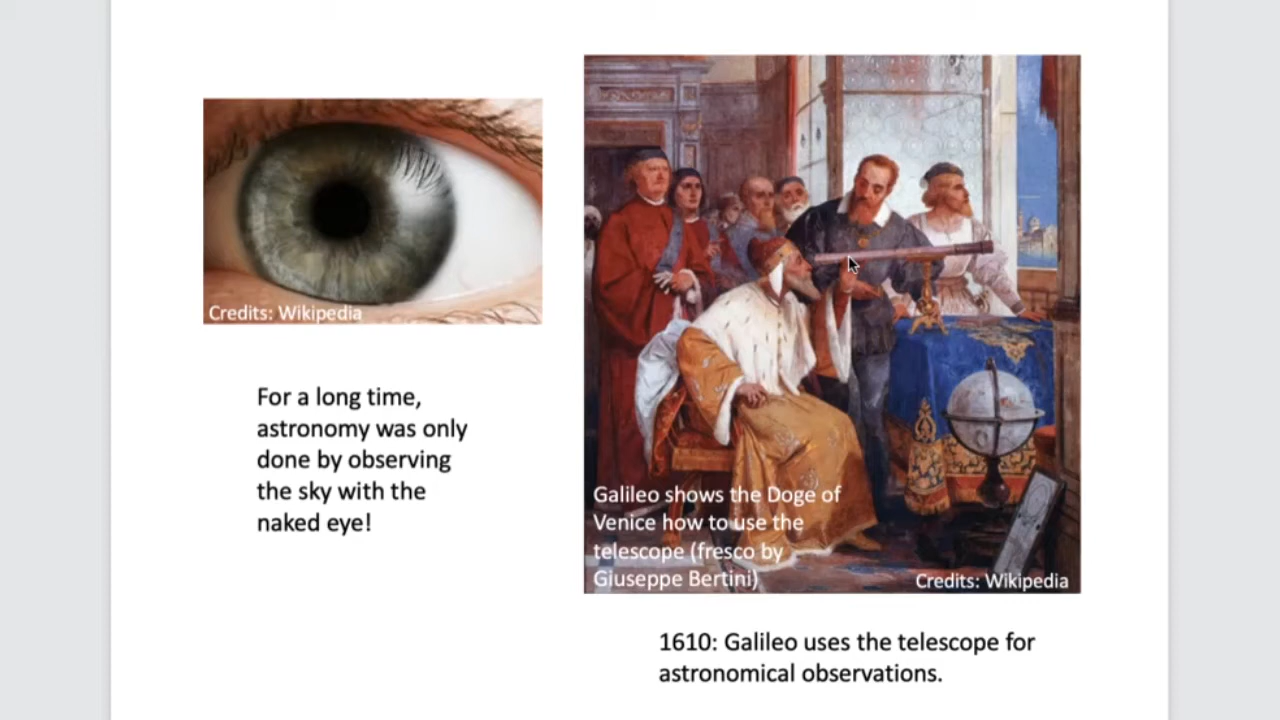 Credits: Wikipedia
For a long time,
astronomy was only
done by observing
the sky with the
naked eye!
Galileo shows the Doge of
Venice how to use the
telescope (fresco by
Giuseppe Bertini)
Credits: Wikipedia
1610: Galileo uses the telescope for
astronomical observations.